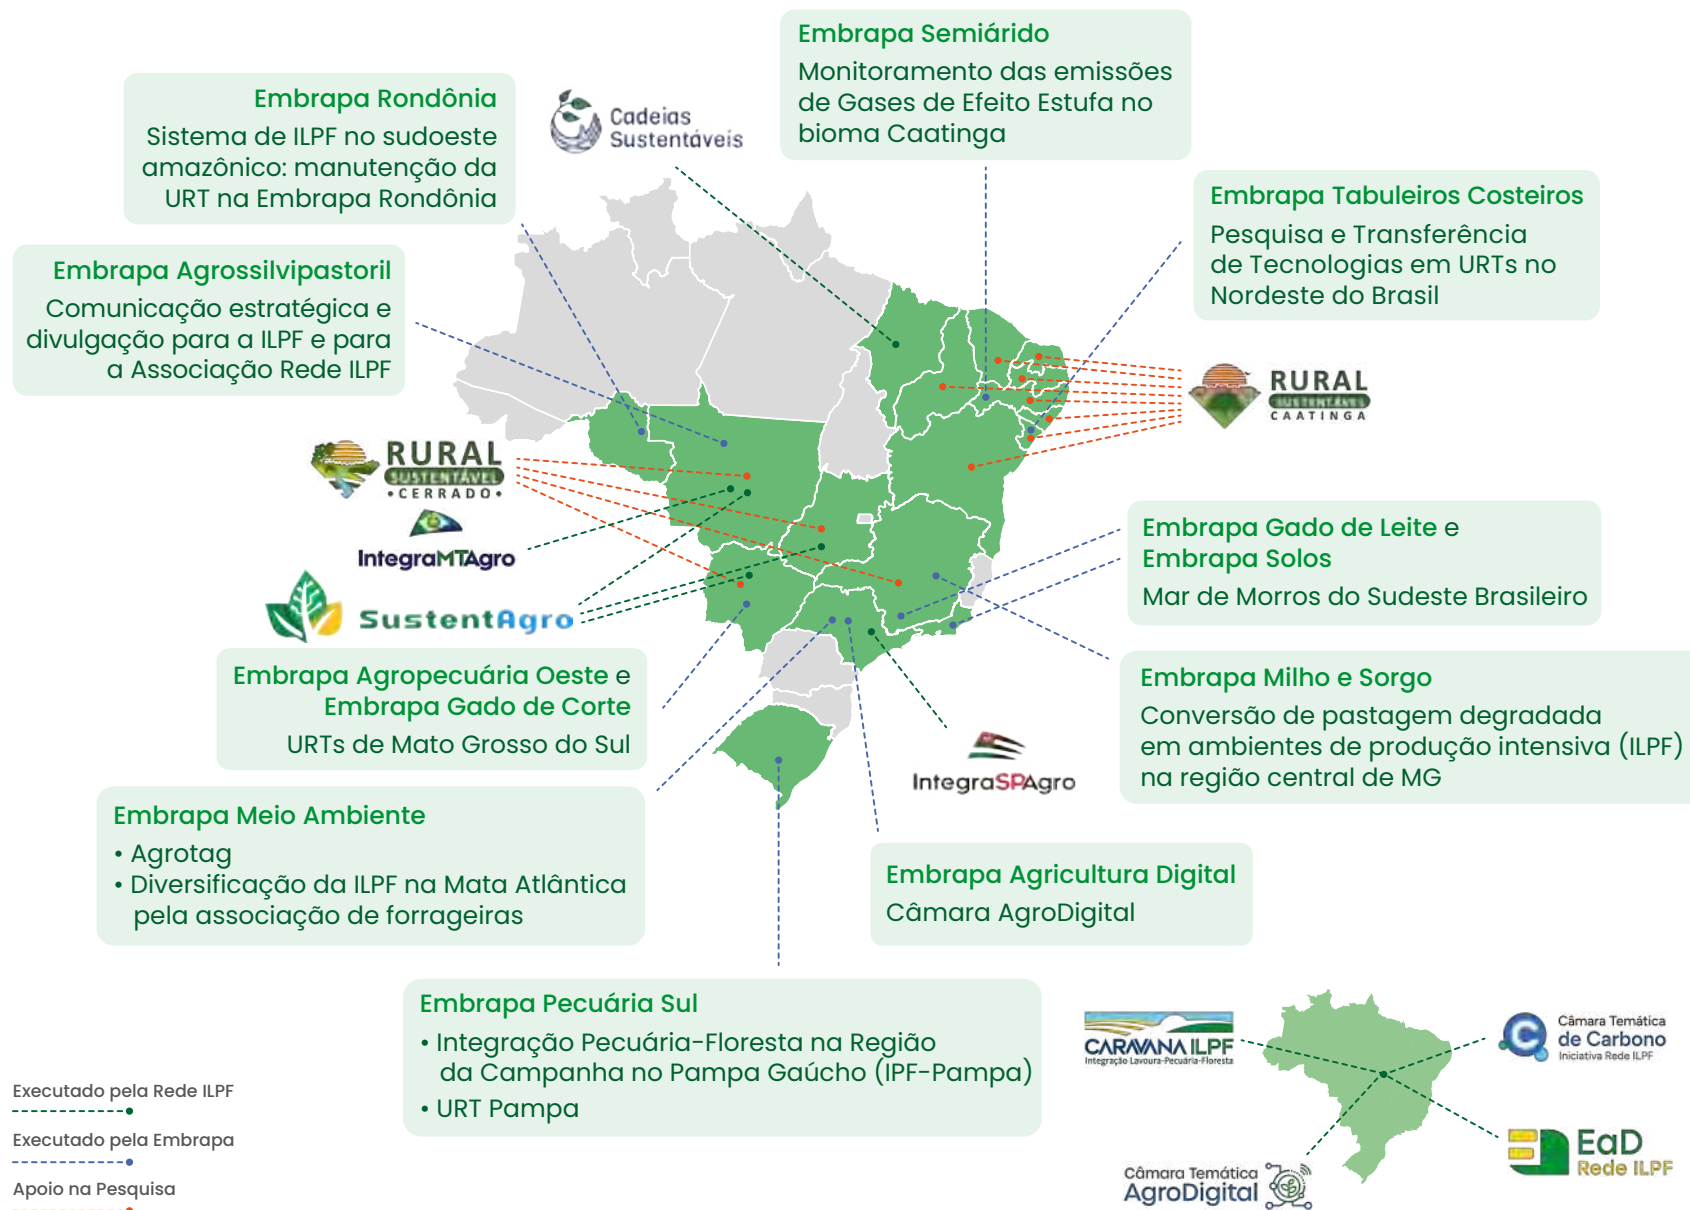 Embrapa Semiárido
Monitoramento das emissões
de Gases de Efeito Estufa no
bioma Caatinga
Embrapa Rondônia
Sistema de ILPF no sudoeste
amazônico: manutenção da
URT na Embrapa Rondônia
Cadeias
Sustentáveis
Embrapa Tabuleiros Costeiros
Pesquisa e Transferência
de Tecnologias em URTs no
Nordeste do Brasil
Embrapa Agrossilvipastoril
Comunicação estratégica e
divulgação para a ILPF e para
a Associação Rede ILPF
RURAL
SUSTENTÁVEL
CAATINGA
RURAL
SUSTENTÁVEL
•CERRADO•
IntegraMTAgro
SustentAgro
Embrapa Gado de Leite e
Embrapa Solos
Mar de Morros do Sudeste Brasileiro
Embrapa Agropecuária Oeste e
Embrapa Gado de Corte
URTs de Mato Grosso do Sul
Embrapa Milho e Sorgo
Conversão de pastagem degradada
em ambientes de produção intensiva (ILPF)
na região central de MG
IntegraSPAgro
Embrapa Meio Ambiente
• Agrotag
• Diversificação da ILPF na Mata Atlântica
pela associação de forrageiras
Embrapa Agricultura Digital
Câmara AgroDigital
Embrapa Pecuária Sul
• Integração Pecuária-Floresta na Região
da Campanha no Pampa Gaúcho (IPF-Pampa)
• URT Pampa
CARAVANA ILPF
Integração Lavoura-Pecuária-Floresta
Câmara Temática
de Carbono
Iniciativa Rede ILPF
EaD
Rede ILPF
Câmara Temática
AgroDigital
Executado pela Rede ILPF
Executado pela Embrapa
Apoio na Pesquisa